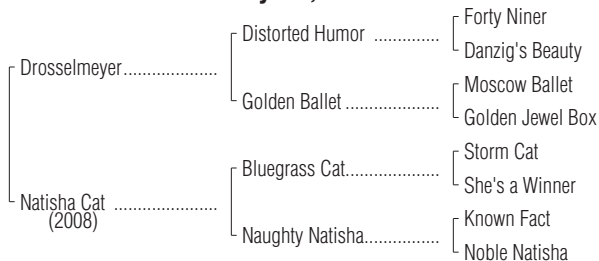 Forty Niner
Distorted Humor ..............
Danzig's Beauty
Drosselmeyer....................
Moscow Ballet
Golden Ballet ....................
Golden Jewel Box
Storm Cat
Bluegrass Cat....................
She's a Winner
Natisha Cat ......................
(2008)
Known Fact
Naughty Natisha................
Noble Natisha